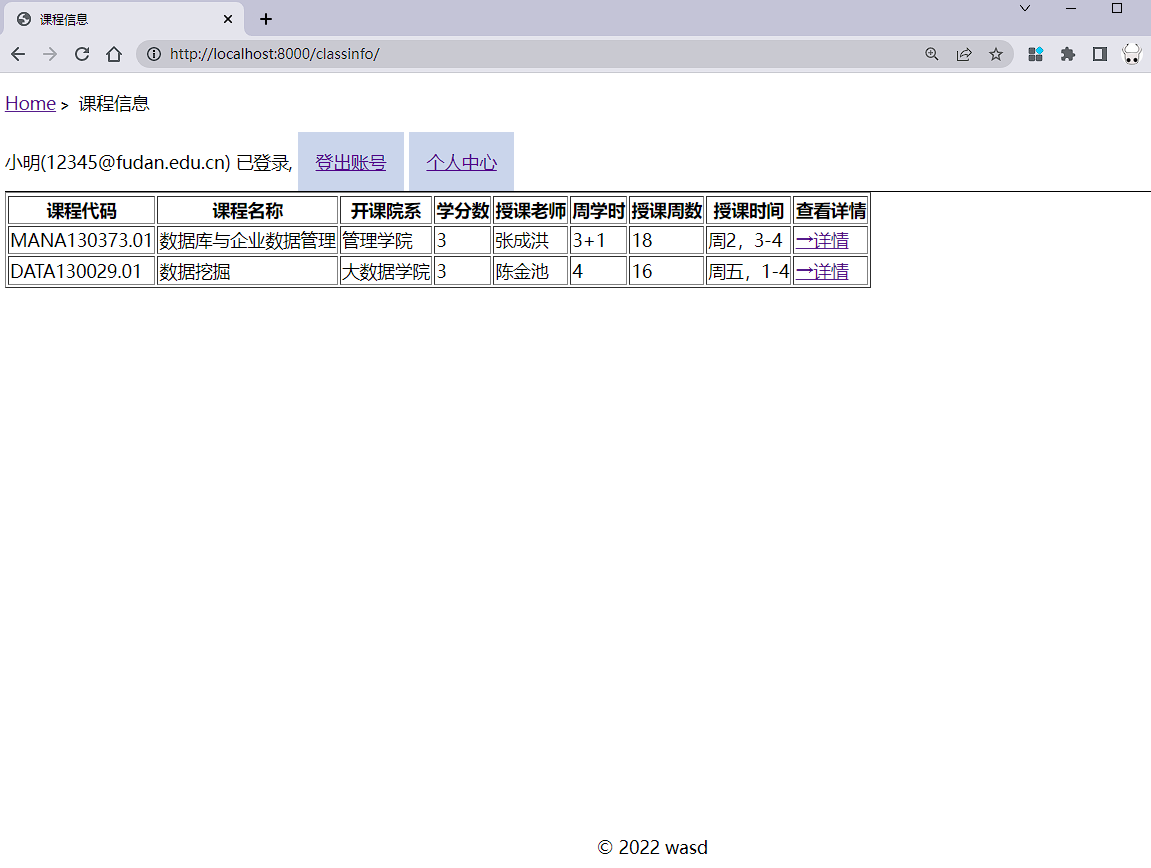 课程信息
http://localhost:8000/classinfo/
Home > 课程信息
小明(12345@fudan.edu.cn) 已登录, 登出账号 个人中心
课程代码 课程名称 开课院系 学分数 授课老师 周学时 授课周数 授课时间 查看详情
MANA130373.01 数据库与企业数据管理 管理学院 3 张成洪 3+1 18 周2，3-4 →详情
DATA130029.01 数据挖掘 大数据学院 3 陈金池 4 16 周五，1-4 →详情
© 2022 wasd